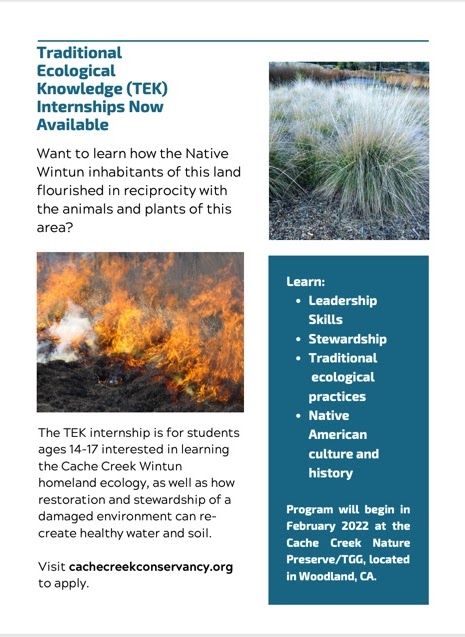 Traditional
Ecological
Knowledge (TEK)
Internships Now
Available
Want to learn how the Native
Wintun inhabitants of this land
flourished in reciprocity with
the animals and plants of this
area?
The TEK internship is for students
ages 14-17 interested in learning
the Cache Creek Wintun
homeland ecology, as well as how
restoration and stewardship of a
damaged environment can re-
create healthy water and soil.
Visit cachecreekconservancy.org
to apply.
Learn:
• Leadership
Skills
• Stewardship
• Traditional
ecological
practices
• Native
American
culture and
history
Program will begin in
February 2022 at the
Cache Creek Nature
Preserve/TGG, located
in Woodland, CA.